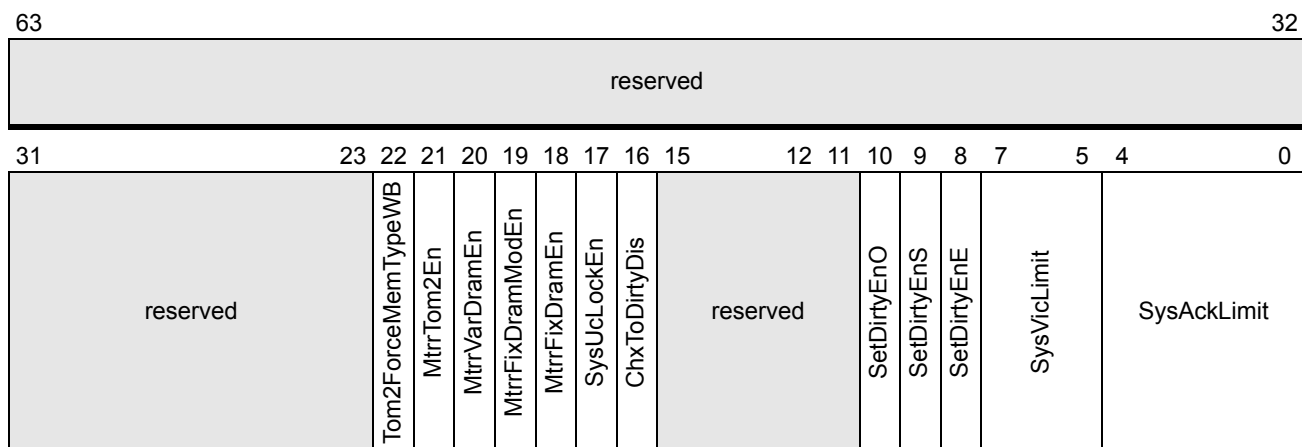 63 32
reserved
31 23 22 21 20 19 18 17 16 15 12 11 10 9 8 7 5 4 0
reserved
Tom2ForceMemTypeWB
MtrrTom2En
MtrrVarDramEn
MtrrFixDramModEn
MtrrFixDramEn
SysUcLockEn
ChxToDirtyDis
reserved
SetDirtyEnO
SetDirtyEnS
SetDirtyEnE
SysVicLimit
SysAckLimit